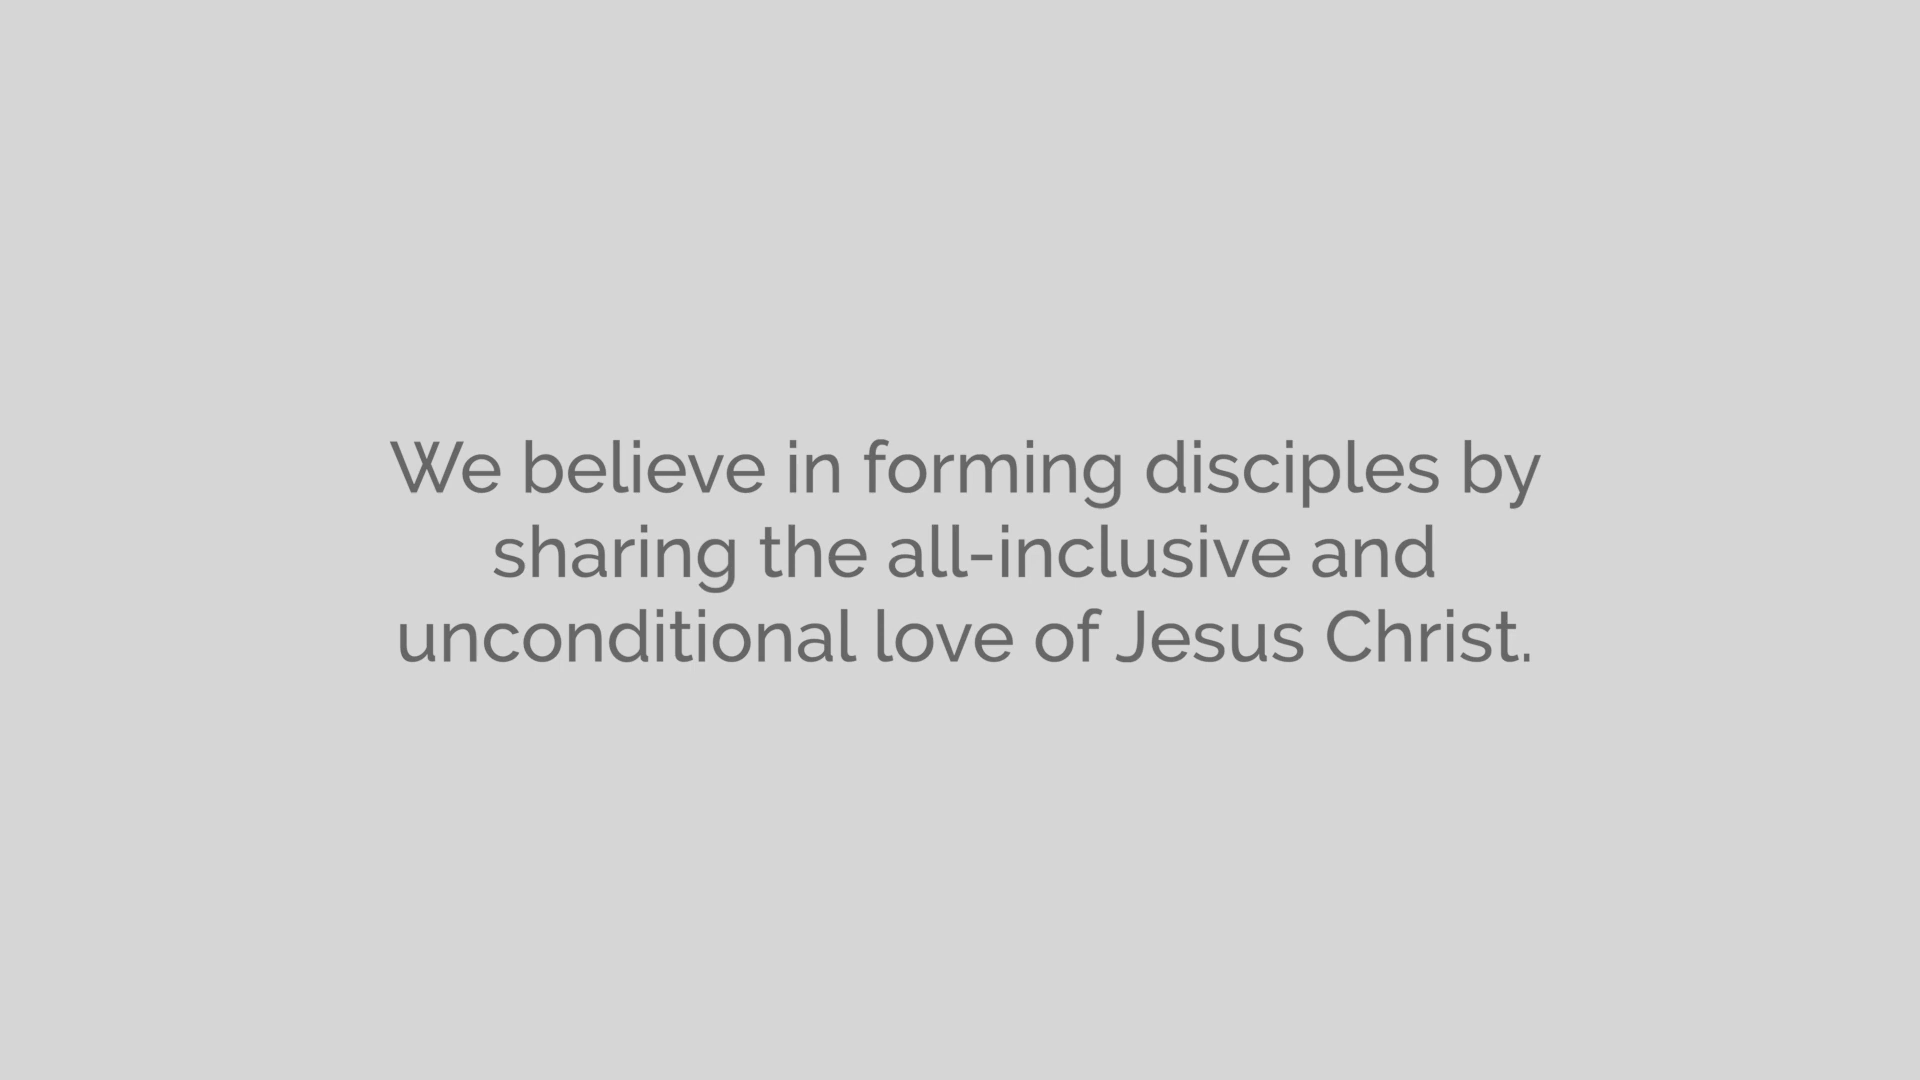 We believe in forming disciples by
sharing the all-inclusive and
unconditional love of Jesus Christ.